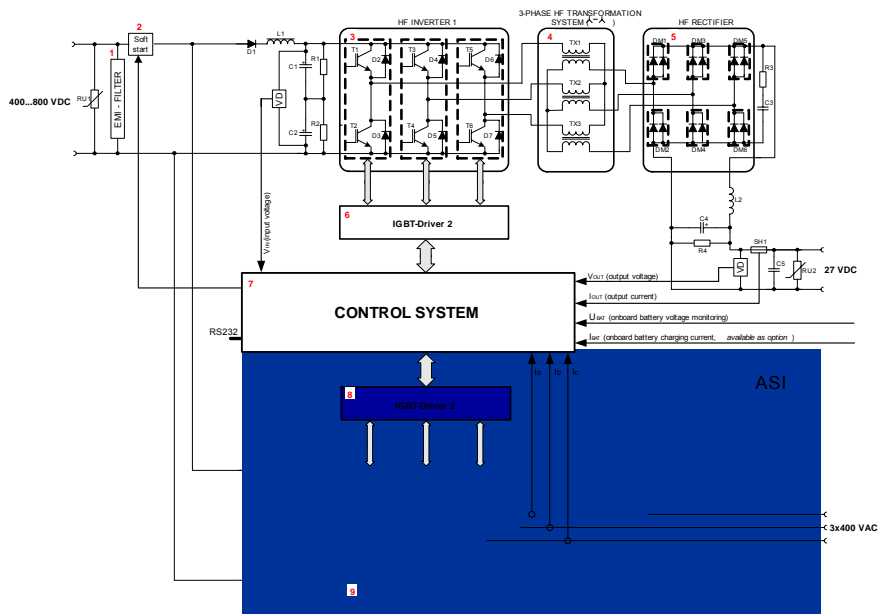 3-PHASE HF TRANSFORMATION
SYSTEM (
)
HF INVERTER 1
HF RECTIFIER
2
Soft
start
1
EMI - FILTER
RU1
400...800 VDC
D1
L1
C1
R1
VD
C2
R2
3
T1
D2
T3
D4
T5
D6
T2
D3
T4
D5
T6
D7
4
TX1
TX2
TX3
5
DM1
DM3
DM5
DM2
DM4
DM6
R3
C3
L2
C4
R4
SH1
VD
C5
RU2
27 VDC
6
IGBT-Driver 2
VIN (input voltage)
7
CONTROL SYSTEM
RS232
VOUT (output voltage)
IOUT (output current)
UBAT (onboard battery voltage monitoring)
IBAT (onboard battery charging current, available as option )
Ia
Ib
Ic
ASI
8
IGBT-Driver 2
3x400 VAC
9